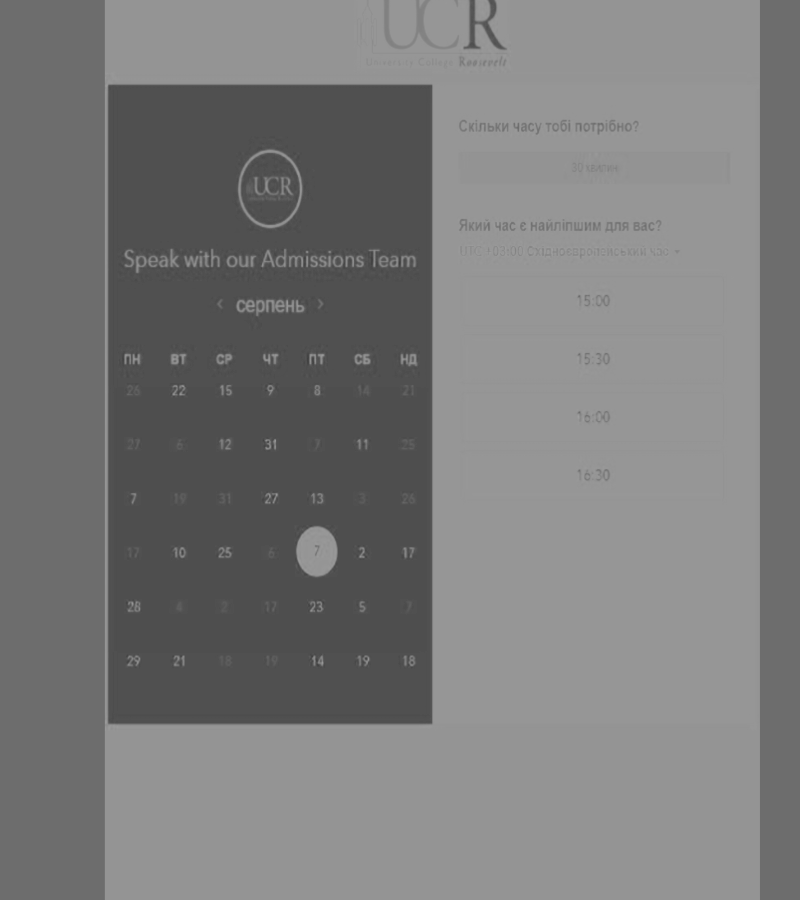 UCR
University College Roosevelt
UCR
Speak with our Admissions Team
‹ серпень ›
ПН ВТ СР ЧТ ПТ СБ НД
26 22 15 9 8 14 21
27 6 12 31 7 11 25
7 19 31 27 13 3 26
17 10 25 6 7 2 17
28 4 2 17 23 5 7
29 21 18 19 14 19 18
Скільки часу тобі потрібно?
30 хвилин
Який час є найліпшим для вас?
UTC +03:00 Східноєвропейський час
15:00
15:30
16:00
16:30